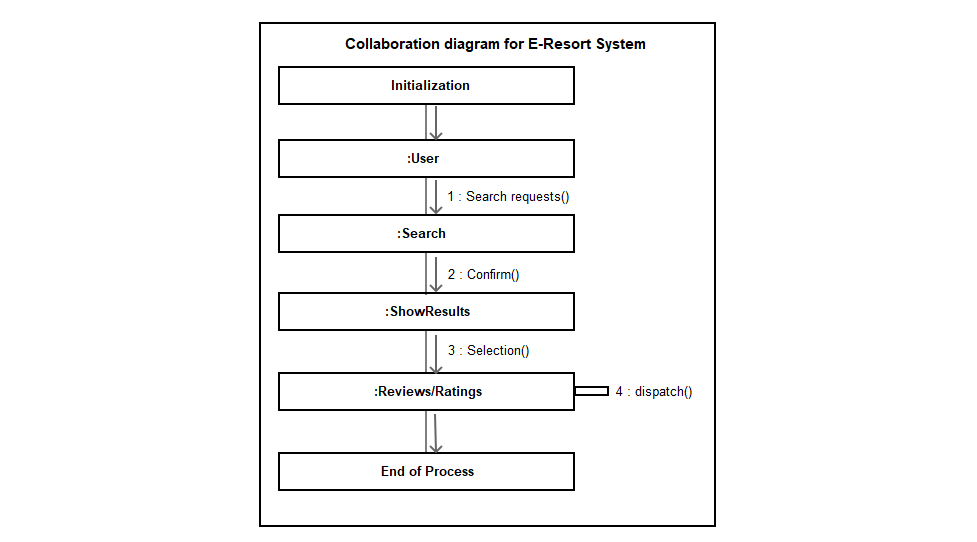 Collaboration diagram for E-Resort System
Initialization
:User
1 : Search requests()
:Search
2 : Confirm()
:ShowResults
3 : Selection()
:Reviews/Ratings
4 : dispatch()
End of Process